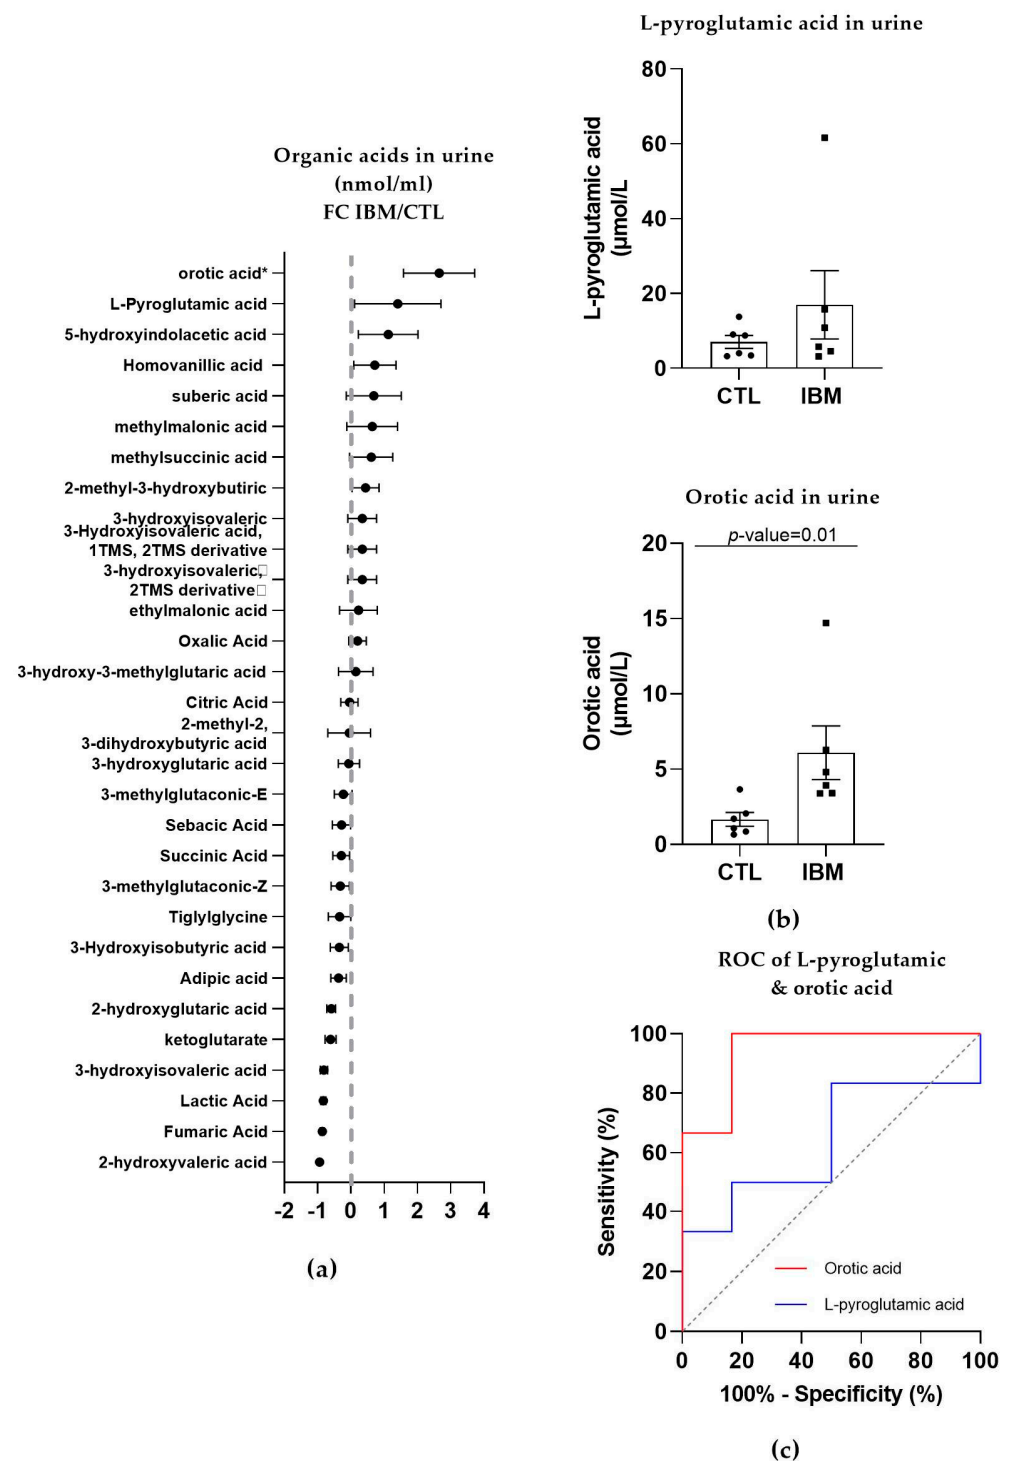 Organic acids in urine
(nmol/ml)
FC IBM/CTL
orotic acid*
L-Pyroglutamic acid
5-hydroxyindolacetic acid
Homovanillic acid
suberic acid
methylmalonic acid
methylsuccinic acid
2-methyl-3-hydroxybutiric
3-hydroxyisovaleric
3-Hydroxyisovaleric acid,
1TMS, 2TMS derivative
3-hydroxyisovaleric,□
2TMS derivative□
ethylmalonic acid
Oxalic Acid
3-hydroxy-3-methylglutaric acid
Citric Acid
2-methyl-2,
3-dihydroxybutyric acid
3-hydroxyglutaric acid
3-methylglutaconic-E
Sebacic Acid
Succinic Acid
3-methylglutaconic-Z
Tiglylglycine
3-Hydroxyisobutyric acid
Adipic acid
2-hydroxyglutaric acid
ketoglutarate
3-hydroxyisovaleric acid
Lactic Acid
Fumaric Acid
2-hydroxyvaleric acid
-2 -1 0 1 2 3 4
(a)
L-pyroglutamic acid in urine
L-pyroglutamic acid
(µmol/L
80
60
40
20
0
CTL IBM
Orotic acid in urine
p-value=0.01
Orotic acid
(µmol/L)
20
15
10
5
0
CTL IBM
(b)
ROC of L-pyroglutamic
& orotic acid
Sensitivity (%)
100
80
60
40
20
0
Orotic acid
L-pyroglutamic acid
0 20 40 60 80 100
100% - Specificity (%)
(c)